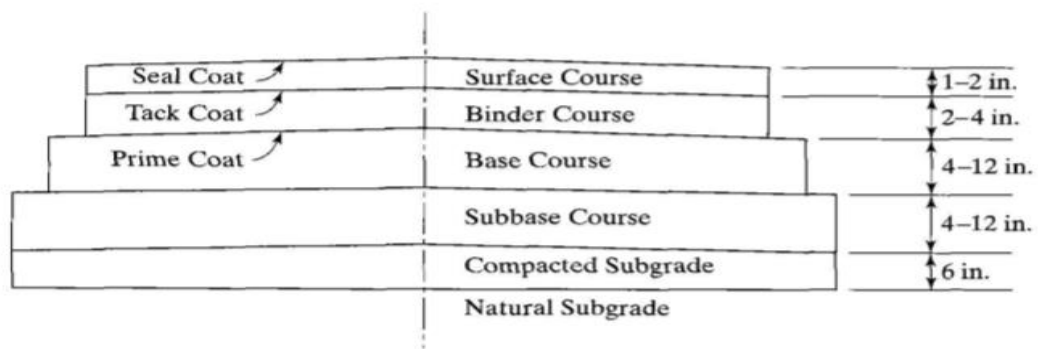 Seal Coat Surface Course 1–2 in.
Tack Coat Binder Course 2–4 in.
Prime Coat Base Course 4–12 in.
Subbase Course 4–12 in.
Compacted Subgrade 6 in.
Natural Subgrade